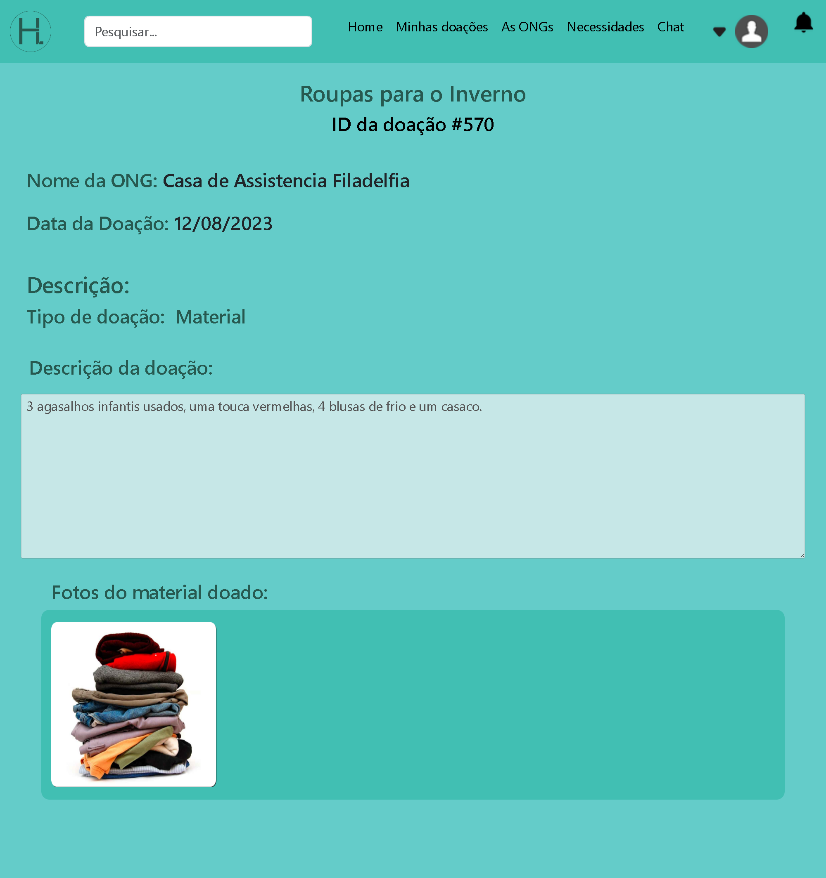 H.
Pesquisar...
Home Minhas doações As ONGs Necessidades Chat
Roupas para o Inverno
ID da doação #570
Nome da ONG: Casa de Assistencia Filadelfia
Data da Doação: 12/08/2023
Descrição:
Tipo de doação: Material
Descrição da doação:
3 agasalhos infantis usados, uma touca vermelhas, 4 blusas de frio e um casaco.
Fotos do material doado: